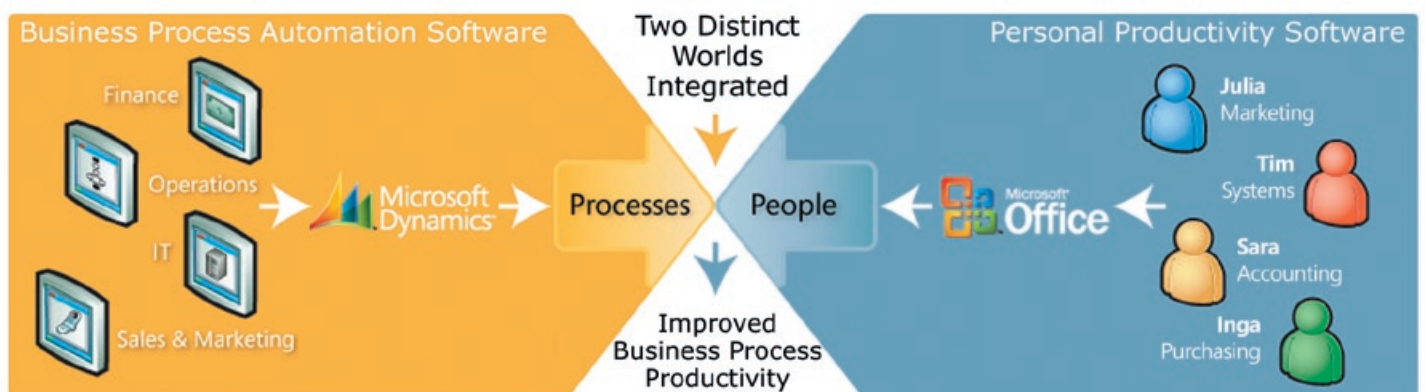 Business Process Automation Software
Finance
Operations
IT
Sales & Marketing
Microsoft
Dynamics
Processes
Two Distinct
Worlds
Integrated
Improved
Business Process
Productivity
People
Microsoft
Office
Personal Productivity Software
Julia
Marketing
Tim
Systems
Sara
Accounting
Inga
Purchasing